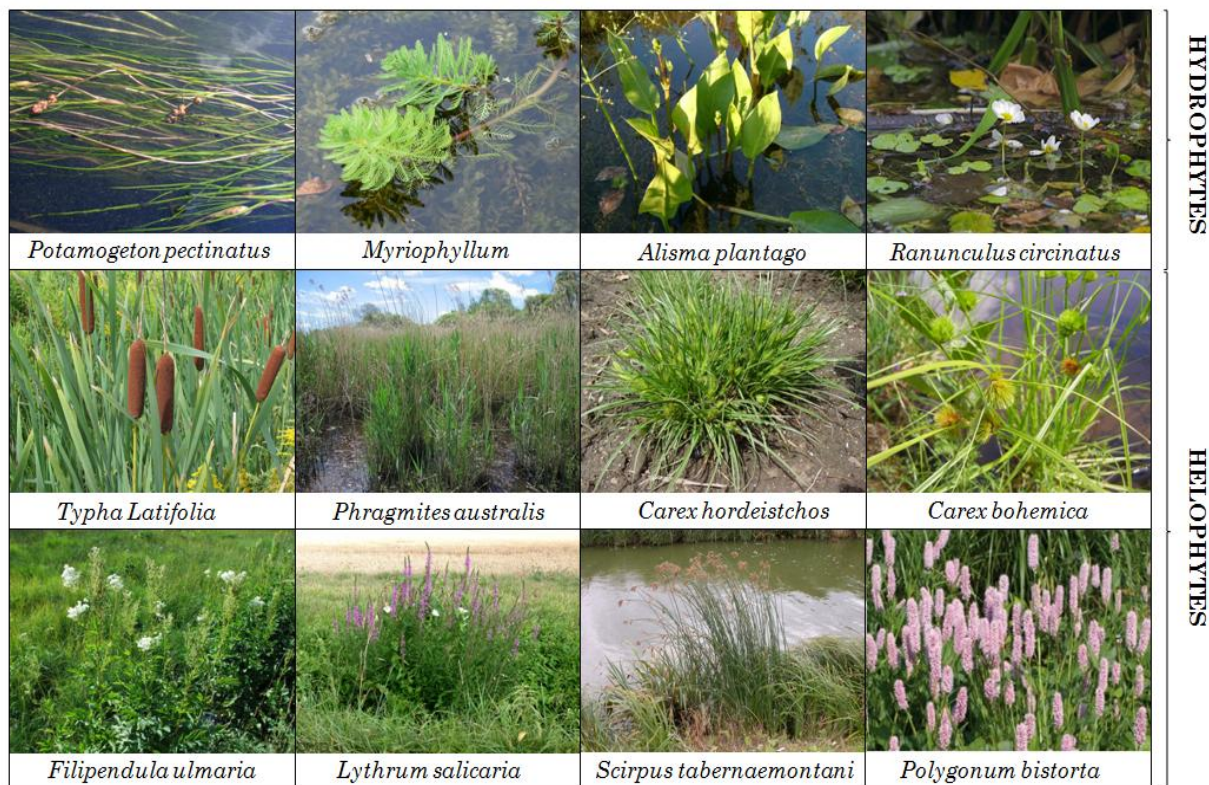 Potamogeton pectinatus
Myriophyllum
Alisma plantago
Ranunculus circinatus
HYDROPHYTES
Typha Latifolia
Phragmites australis
Carex hordeistchos
Carex bohemica
Filipendula ulmaria
Lythrum salicaria
Scirpus tabernaemontani
Polygonum bistorta
HELOPHYTES